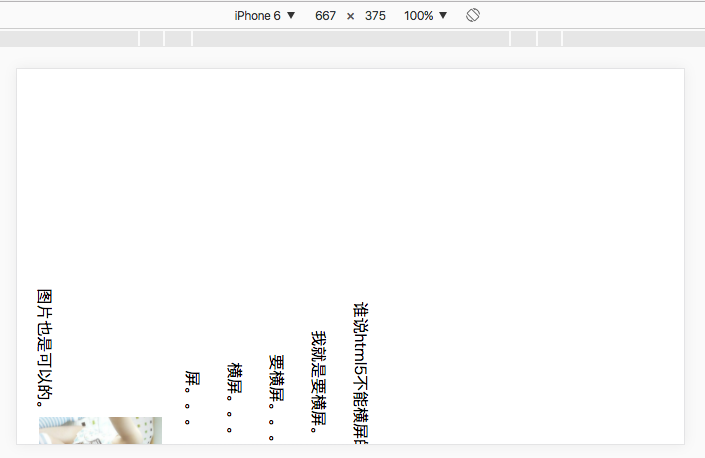 iPhone 6 ▼ 667 × 375 100% ▼
谁说html5不能横屏的
我就是要横屏。
要横屏。。。
横屏。。。
屏。。。
图片也是可以的。